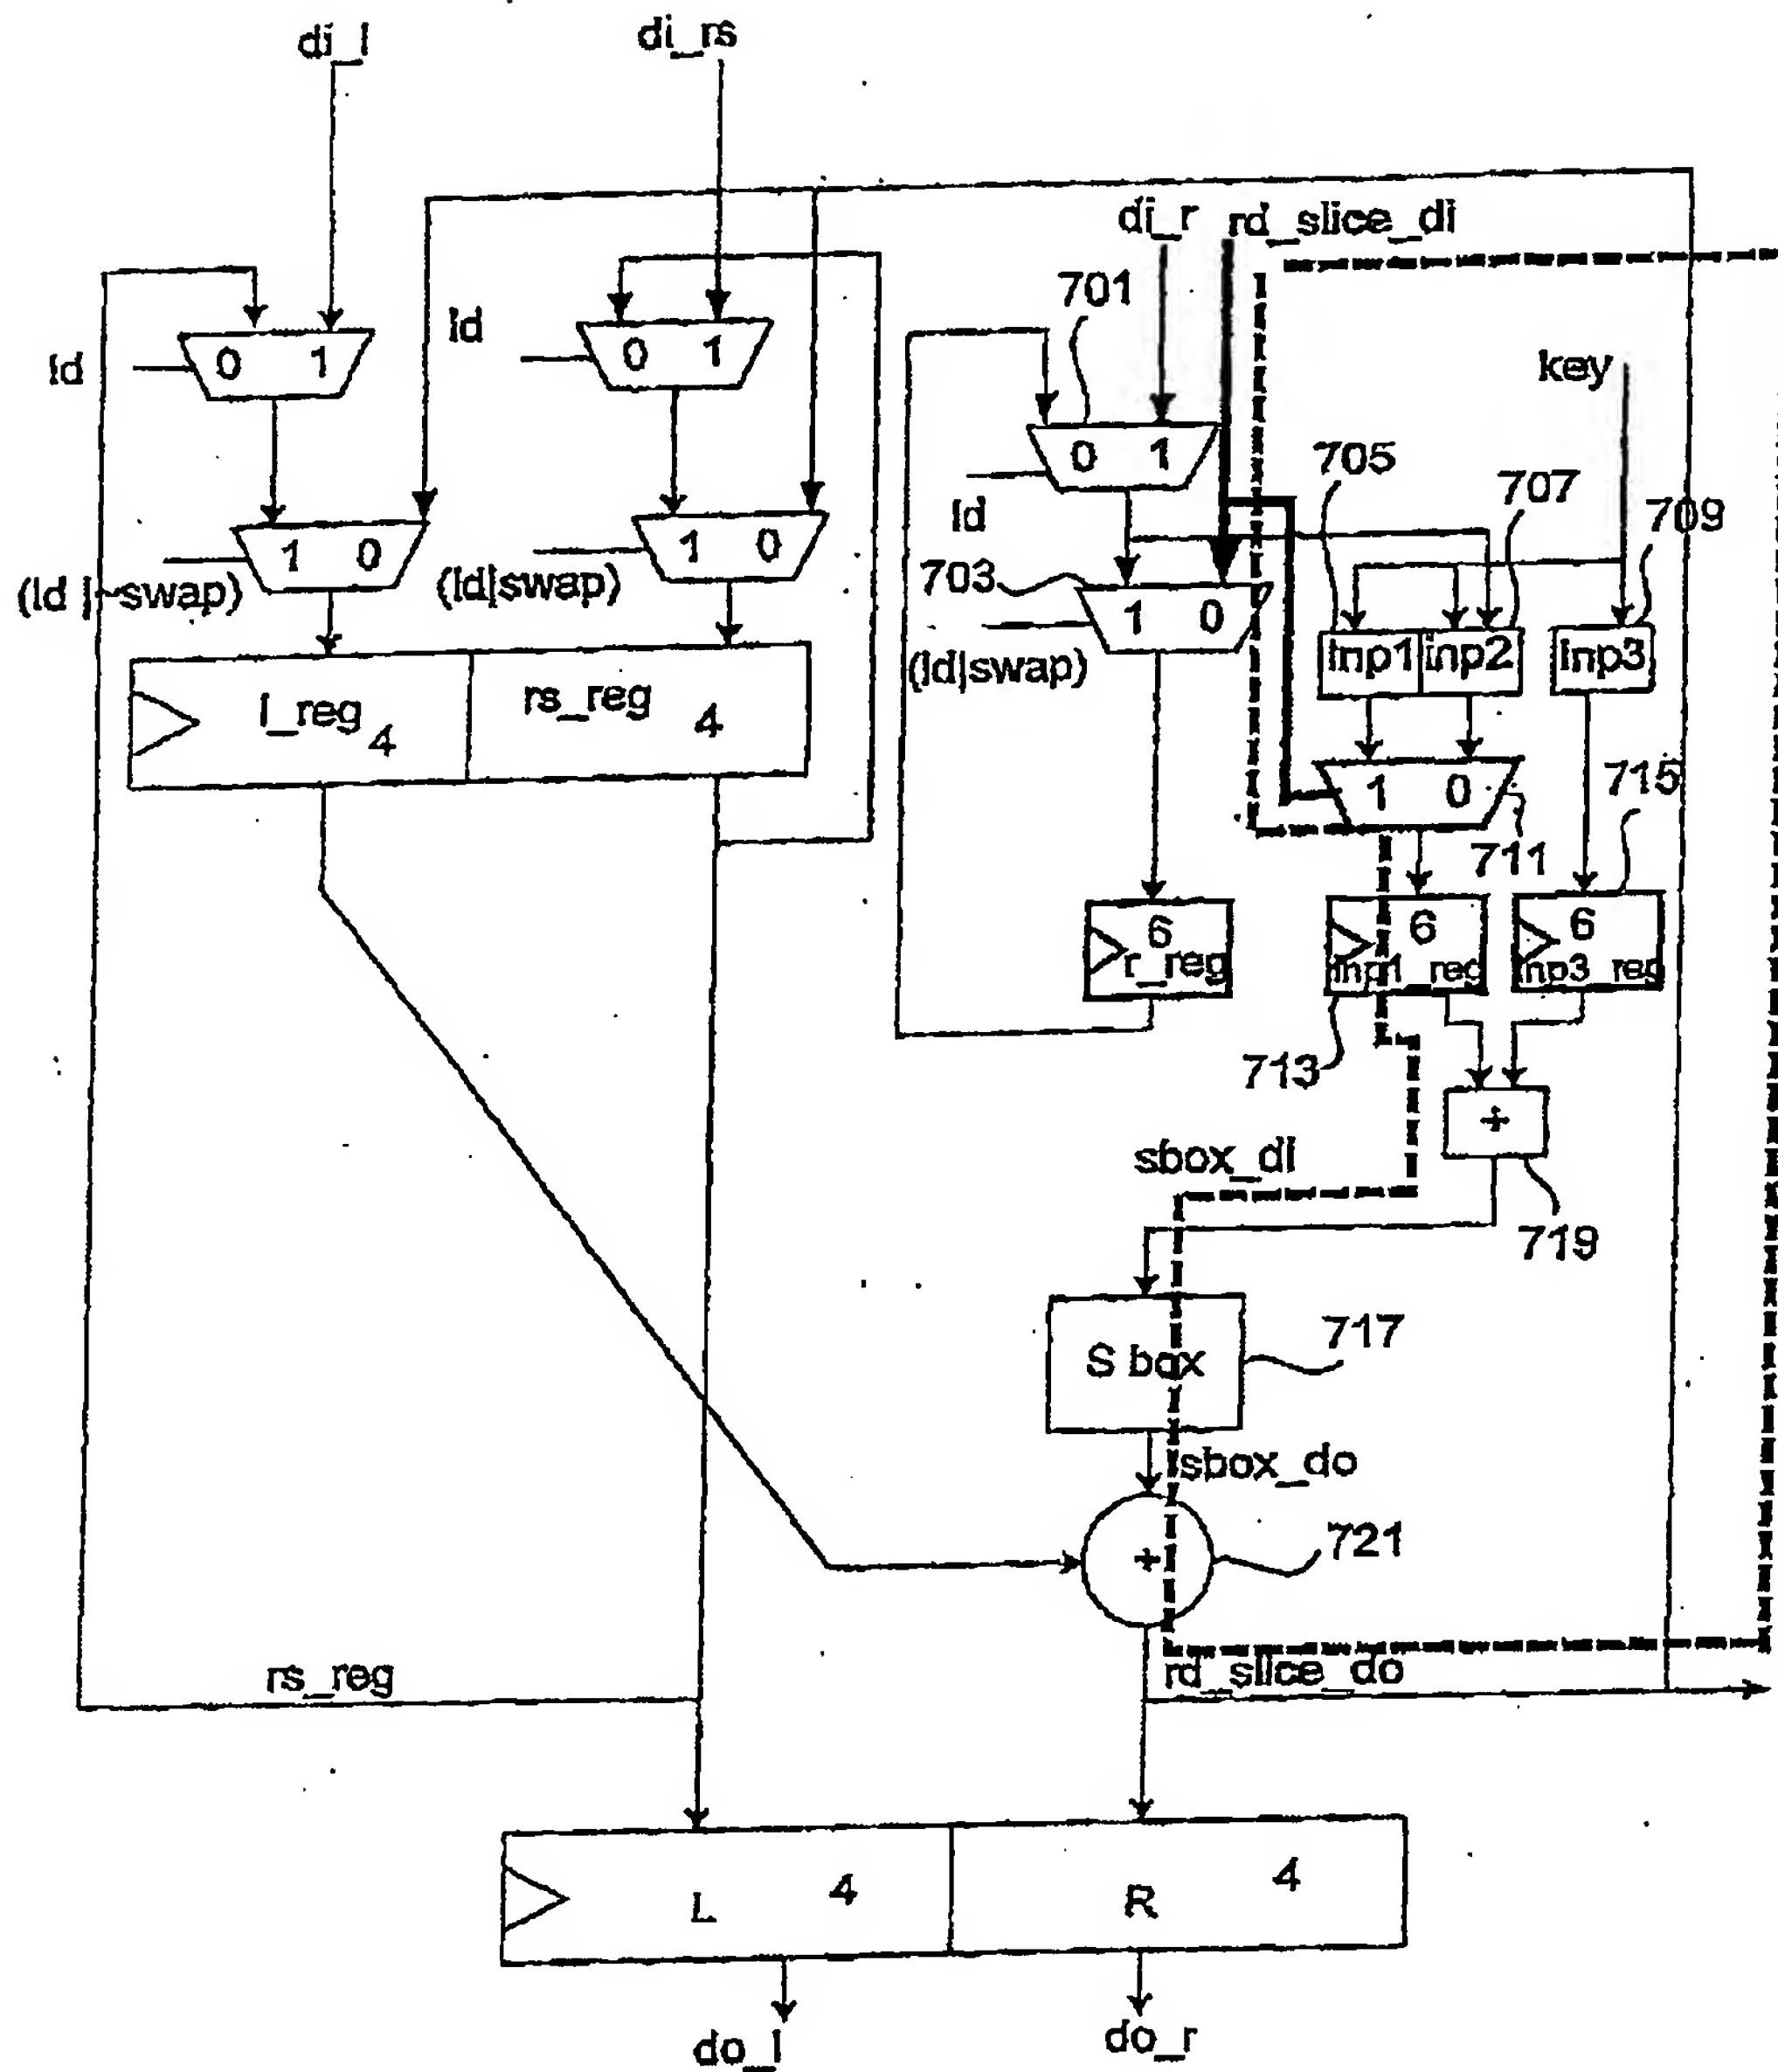 di_l
di_rs
di_r
rd_slice_di
701
key
ld
0 1
ld
0 1
0 1
705
707
709
ld
1 0
1 0
703
1 0
(ld | ~swap)
(ld|swap)
(ld|swap)
inp1
inp2
inp3
l_reg
4
rs_reg
4
1 0
715
711
6
r_reg
6
inp1_reg
6
inp3_reg
713
+
sbox_di
719
717
S box
sbox_do
721
+
rs_reg
rd_slice_do
L
4
R
4
do_l
do_r